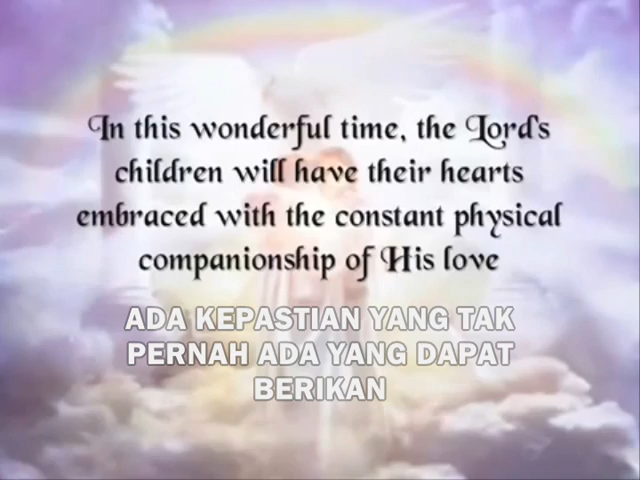 In this wonderful time, the Lord's
children will have their hearts
embraced with the constant physical
companionship of His love
ADA KEPASTIAN YANG TAK
PERNAH ADA YANG DAPAT
BERIKAN